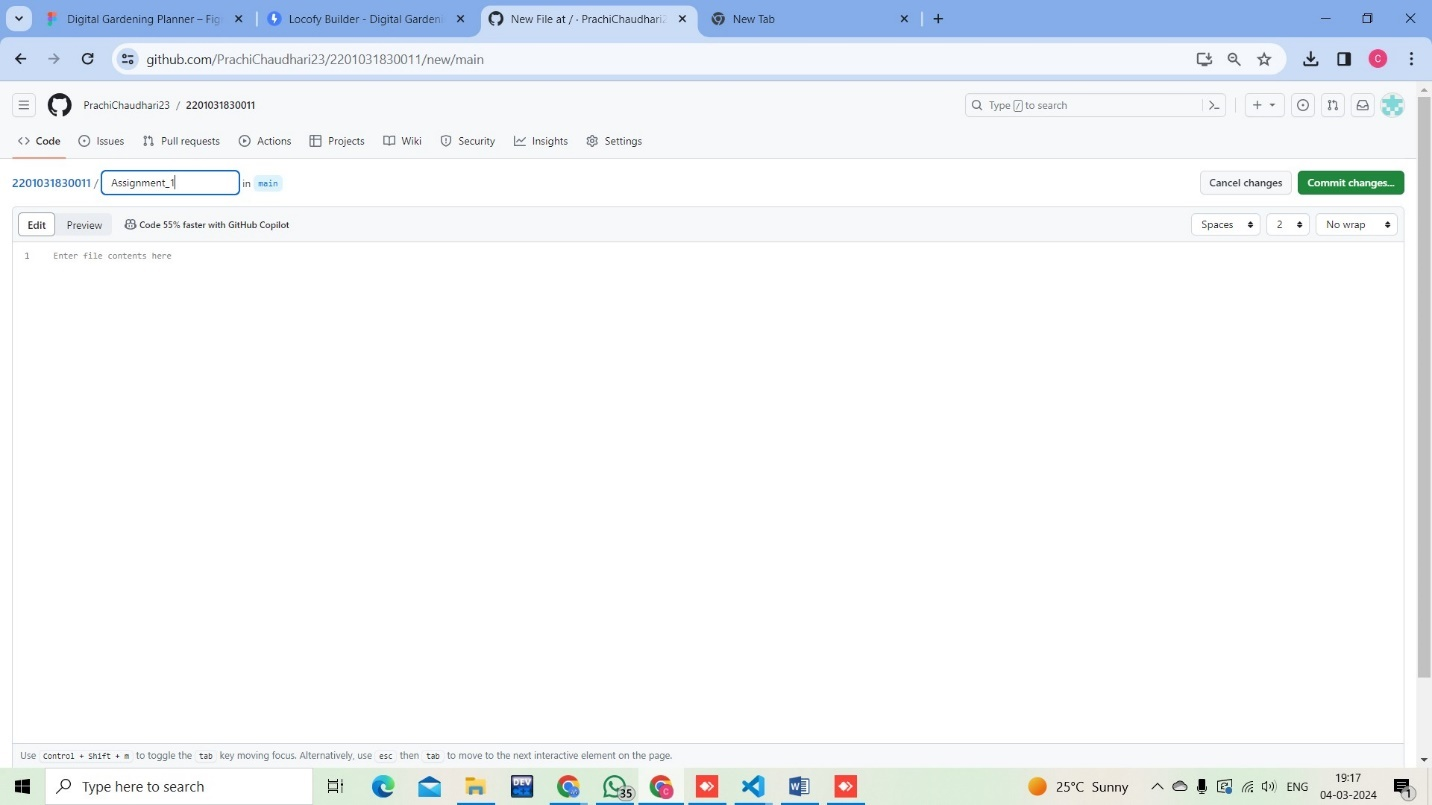 Digital Gardening Planner – Fig
Locofy Builder - Digital Garden
New File at / · PrachiChaudhari2
New Tab
github.com/PrachiChaudhari23/2201031830011/new/main
C
PrachiChaudhari23 / 2201031830011
Type / to search
Code
Issues
Pull requests
Actions
Projects
Wiki
Insights
Security
Settings
2201031830011 / Assignment_1 in main
Cancel changes
Commit changes...
Edit
Preview
Code 55% faster with GitHub Copilot
Spaces
2
No wrap
1 Enter file contents here
Use Control + Shift + m to toggle the tab key moving focus. Alternatively, use esc then tab to move to the next interactive element on the page.
Type here to search
DEV
35
C
25°C Sunny
ENG
19:17
04-03-2024
1